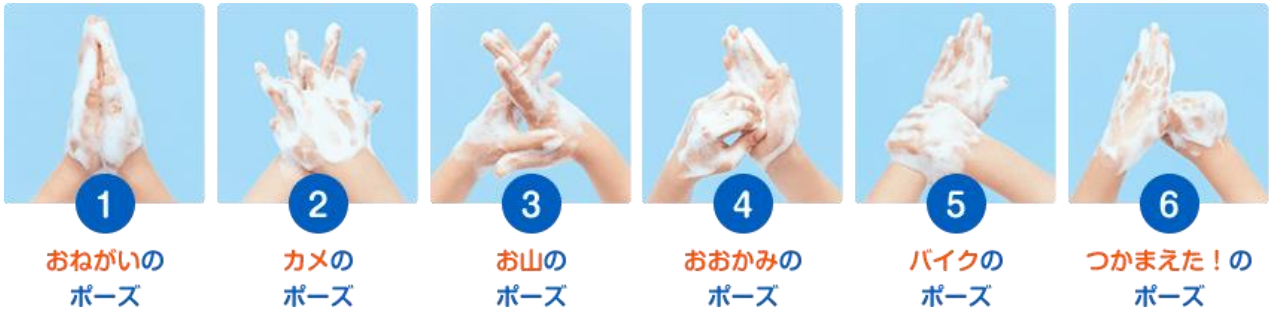 1
おねがいの
ポーズ
2
カメの
ポーズ
3
お山の
ポーズ
4
おおかみの
ポーズ
5
バイクの
ポーズ
6
つかまえた！の
ポーズ